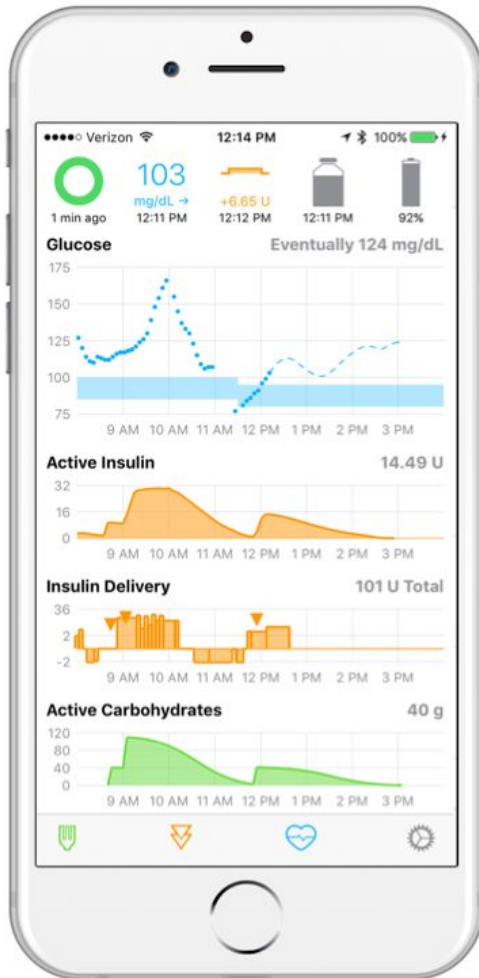 Verizon 12:14 PM 100%
103
mg/dL → +6.65 U
1 min ago 12:11 PM 12:12 PM 12:11 PM 92%
Glucose Eventually 124 mg/dL
175
150
125
100
75
9 AM 10 AM 11 AM 12 PM 1 PM 2 PM 3 PM
Active Insulin 14.49 U
32
16
0
9 AM 10 AM 11 AM 12 PM 1 PM 2 PM 3 PM
Insulin Delivery 101 U Total
36
2
-2
9 AM 10 AM 11 AM 12 PM 1 PM 2 PM 3 PM
Active Carbohydrates 40 g
120
80
40
0
9 AM 10 AM 11 AM 12 PM 1 PM 2 PM 3 PM